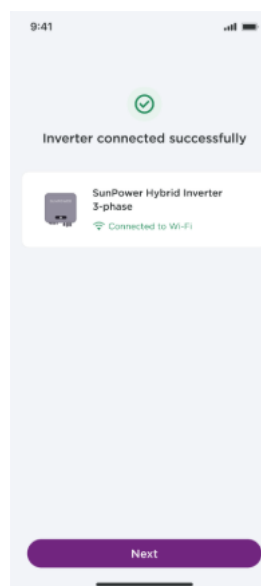 9:41
Inverter connected successfully
SunPower Hybrid Inverter
3-phase
Connected to Wi-Fi
Next